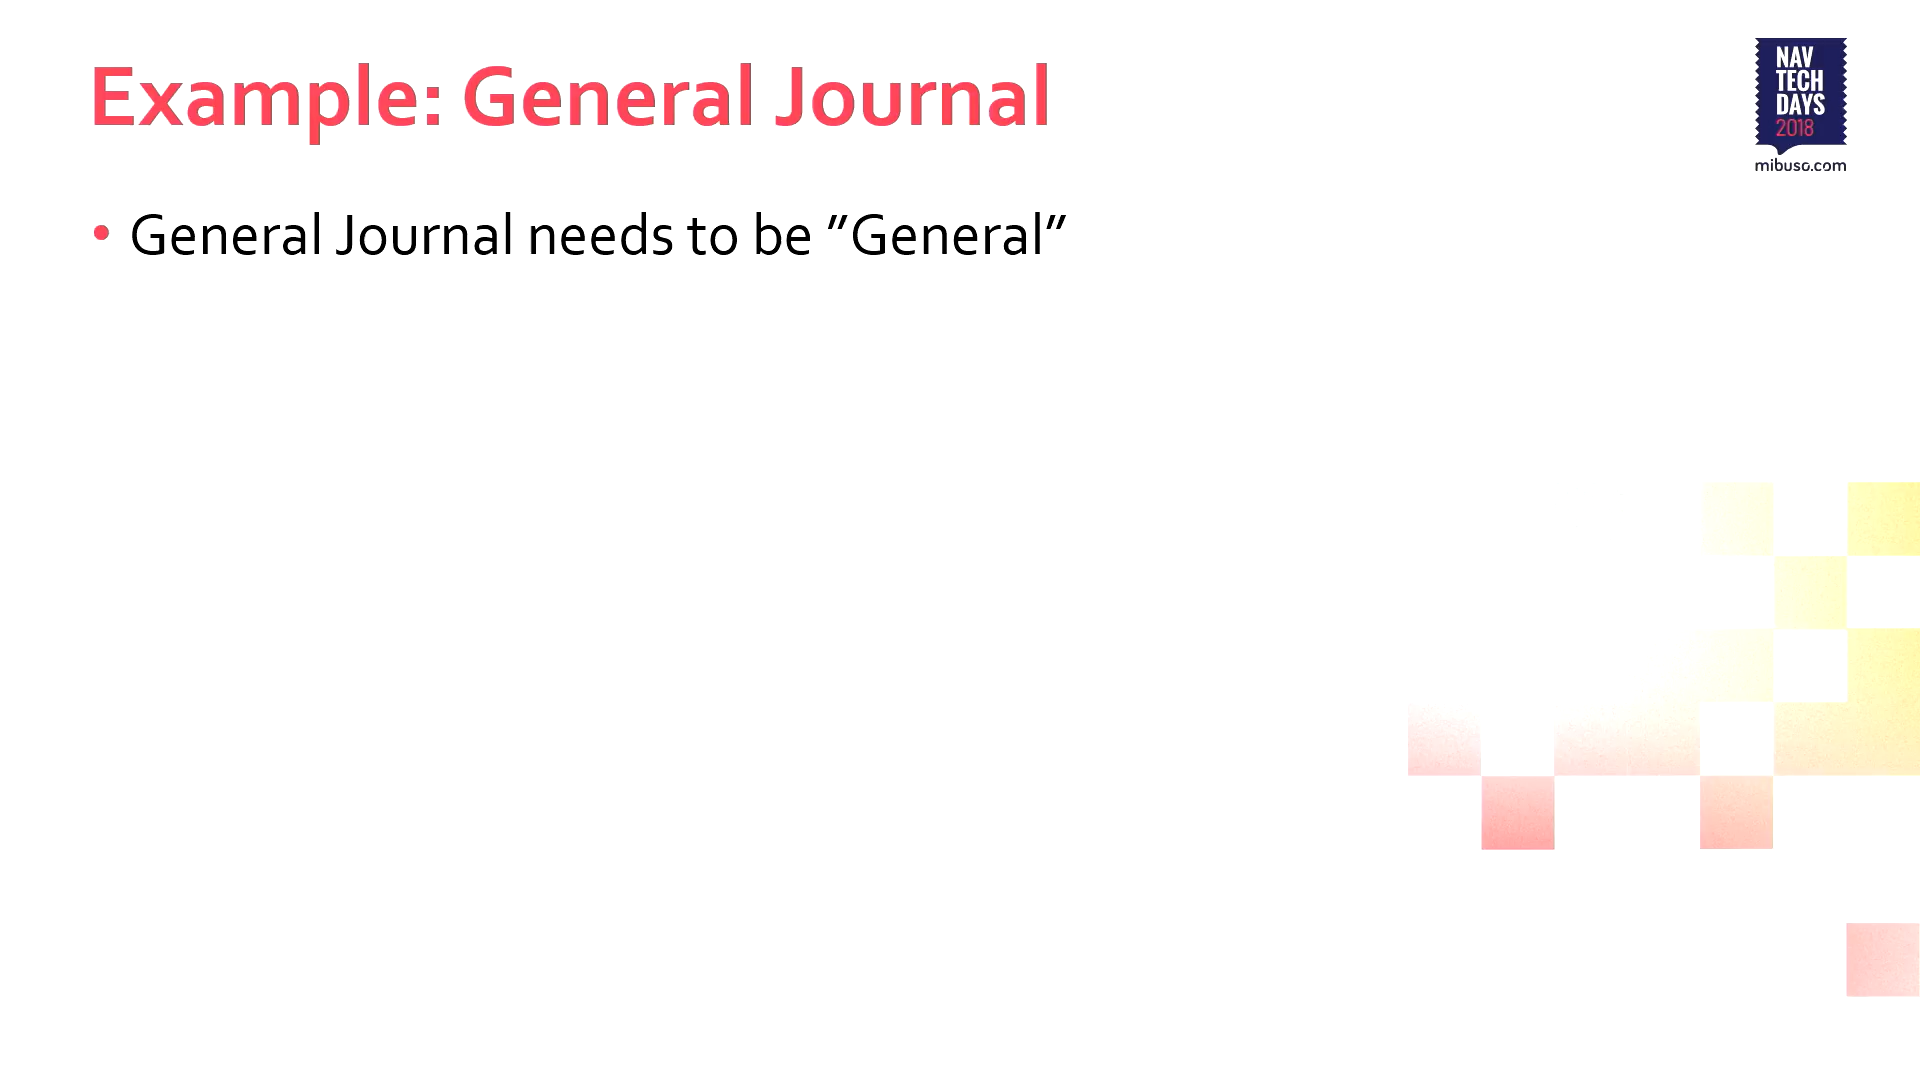 Example: General Journal
NAV
TECH
DAYS
2018
mibuso.com
• General Journal needs to be ”General”